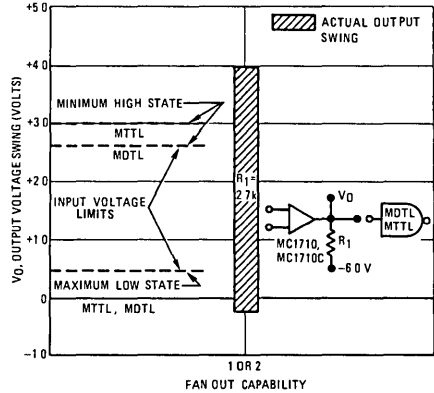 +5 0
ACTUAL OUTPUT
SWING
+4 0
MINIMUM HIGH STATE
+3 0
MTTL
MDTL
V₀, OUTPUT VOLTAGE SWING (VOLTS)
R₁=
2 7k
+2 0
INPUT VOLTAGE
LIMITS
V₀
MDTL
MTTL
+1 0
MC1710,
MC1710C
R₁
–6 0 V
MAXIMUM LOW STATE
0
MTTL, MDTL
–1 0
1 OR 2
FAN OUT CAPABILITY